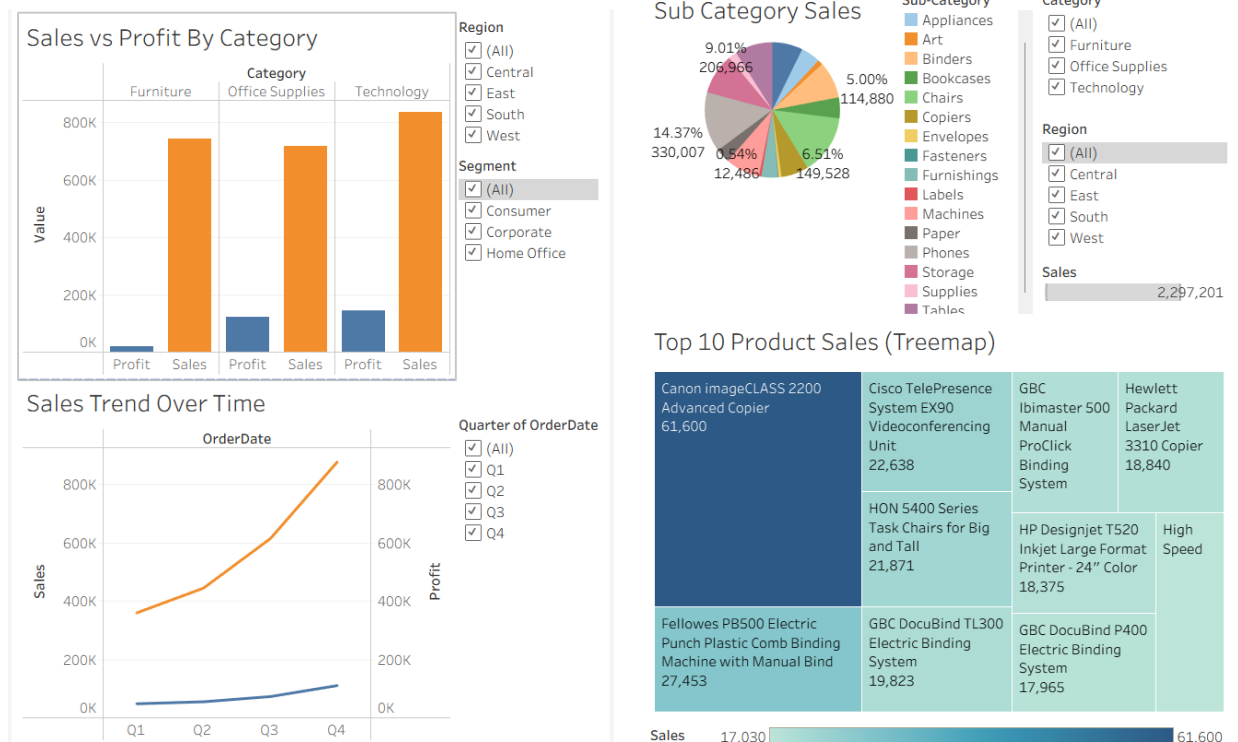 Sales vs Profit By Category
Category
Furniture
Office Supplies
Technology
800K
600K
400K
200K
0K
Value
Profit
Sales
Profit
Sales
Profit
Sales
Region
(All)
Central
East
South
West
Segment
(All)
Consumer
Corporate
Home Office
Sales Trend Over Time
OrderDate
800K
600K
400K
200K
0K
Sales
800K
600K
400K
200K
0K
Profit
Q1
Q2
Q3
Q4
Quarter of OrderDate
(All)
Q1
Q2
Q3
Q4
Sub Category Sales
9.01%
206,966
5.00%
114,880
14.37%
330,007
0.54%
12,486
6.51%
149,528
Sub-Category
Appliances
Art
Binders
Bookcases
Chairs
Copiers
Envelopes
Fasteners
Furnishings
Labels
Machines
Paper
Phones
Storage
Supplies
Tables
Category
(All)
Furniture
Office Supplies
Technology
Region
(All)
Central
East
South
West
Sales
2,297,201
Top 10 Product Sales (Treemap)
Canon imageCLASS 2200
Advanced Copier
61,600
Fellowes PB500 Electric
Punch Plastic Comb Binding
Machine with Manual Bind
27,453
Cisco TelePresence
System EX90
Videoconferencing
Unit
22,638
HON 5400 Series
Task Chairs for Big
and Tall
21,871
GBC DocuBind TL300
Electric Binding
System
19,823
GBC
Ibimaster 500
Manual
ProClick
Binding
System
Hewlett
Packard
LaserJet
3310 Copier
18,840
HP Designjet T520
Inkjet Large Format
Printer - 24" Color
18,375
GBC DocuBind P400
Electric Binding
System
17,965
High
Speed
Sales
17,030
61,600